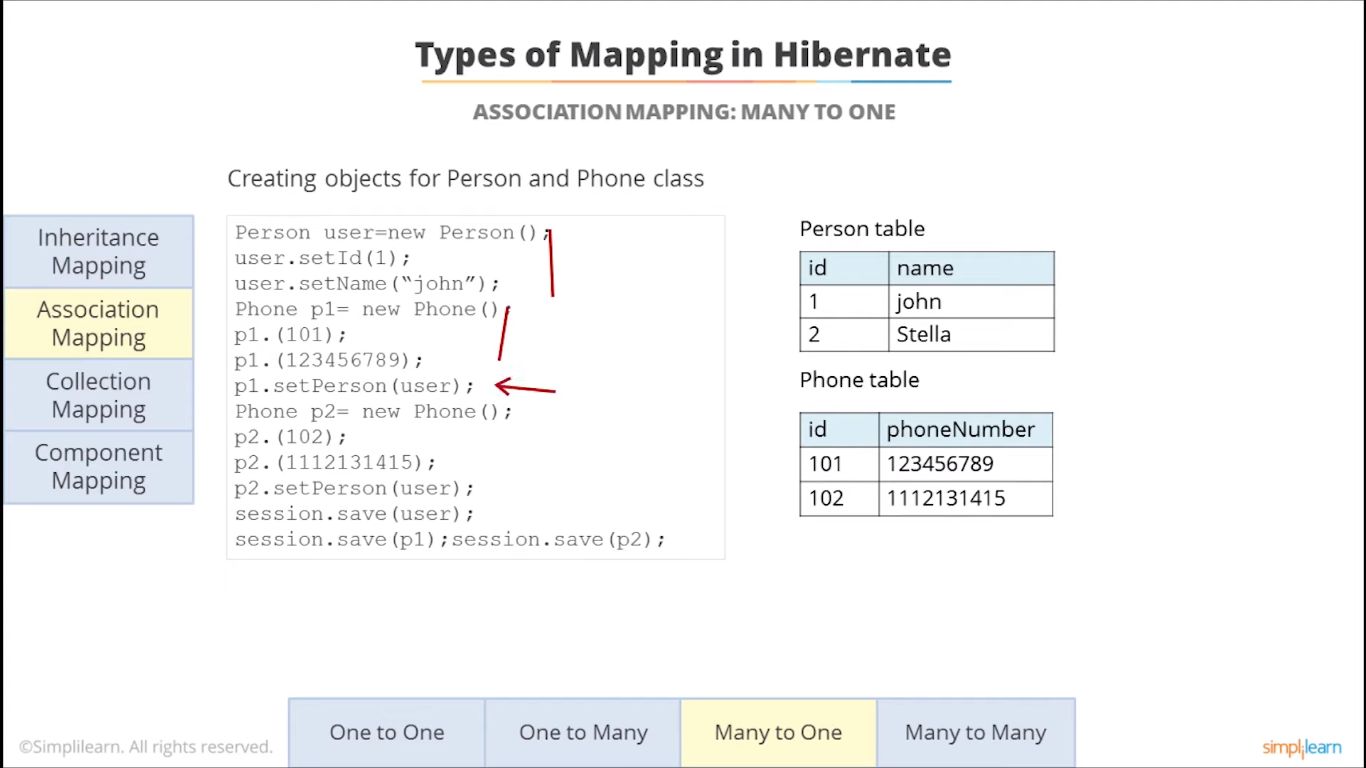 Types of Mapping in Hibernate
ASSOCIATION MAPPING: MANY TO ONE
Creating objects for Person and Phone class
Inheritance
Mapping
Association
Mapping
Collection
Mapping
Component
Mapping
Person user=new Person();
user.setId(1);
user.setName(“john”);
Phone p1= new Phone();
p1.(101);
p1.(123456789);
p1.setPerson(user);
Phone p2= new Phone();
p2.(102);
p2.(1112131415);
p2.setPerson(user);
session.save(user);
session.save(p1);session.save(p2);
Person table
id name
1 john
2 Stella
Phone table
id phoneNumber
101 123456789
102 1112131415
One to One
One to Many
Many to One
Many to Many
©Simplilearn. All rights reserved.
simplilearn